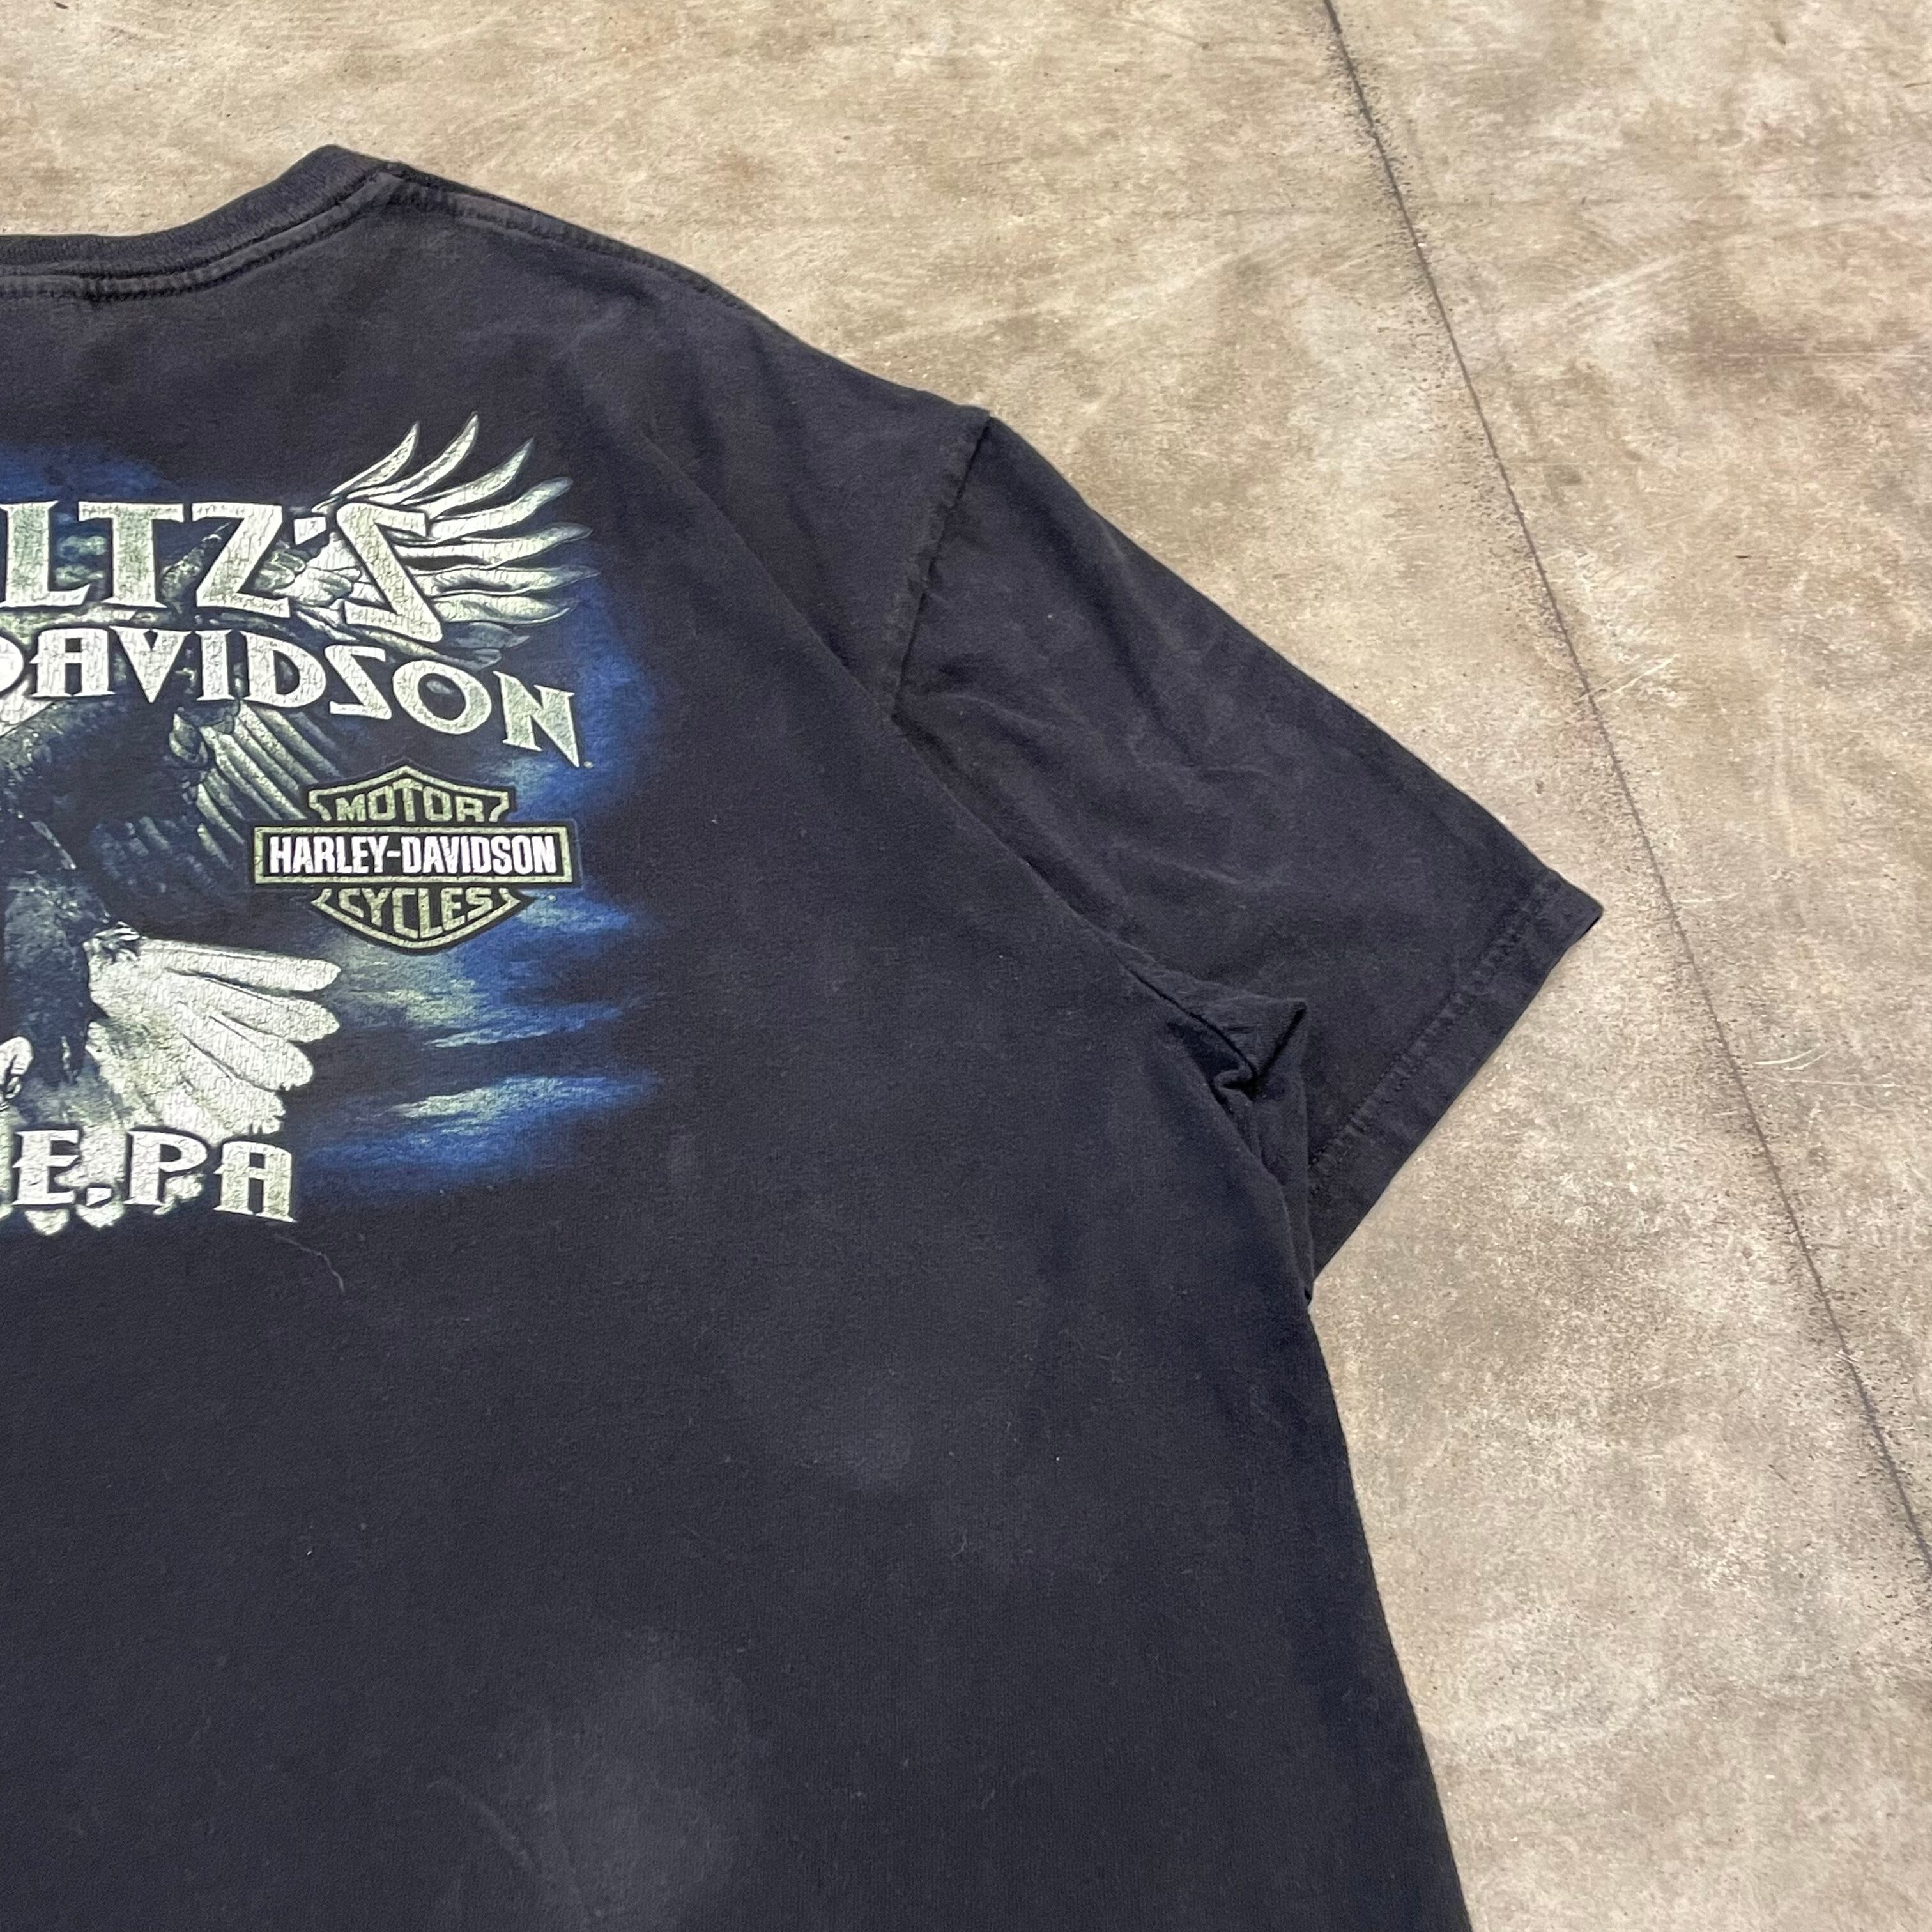 LTZ'S
DAVIDSON
MOTOR
HARLEY-DAVIDSON
CYCLES
E, PA